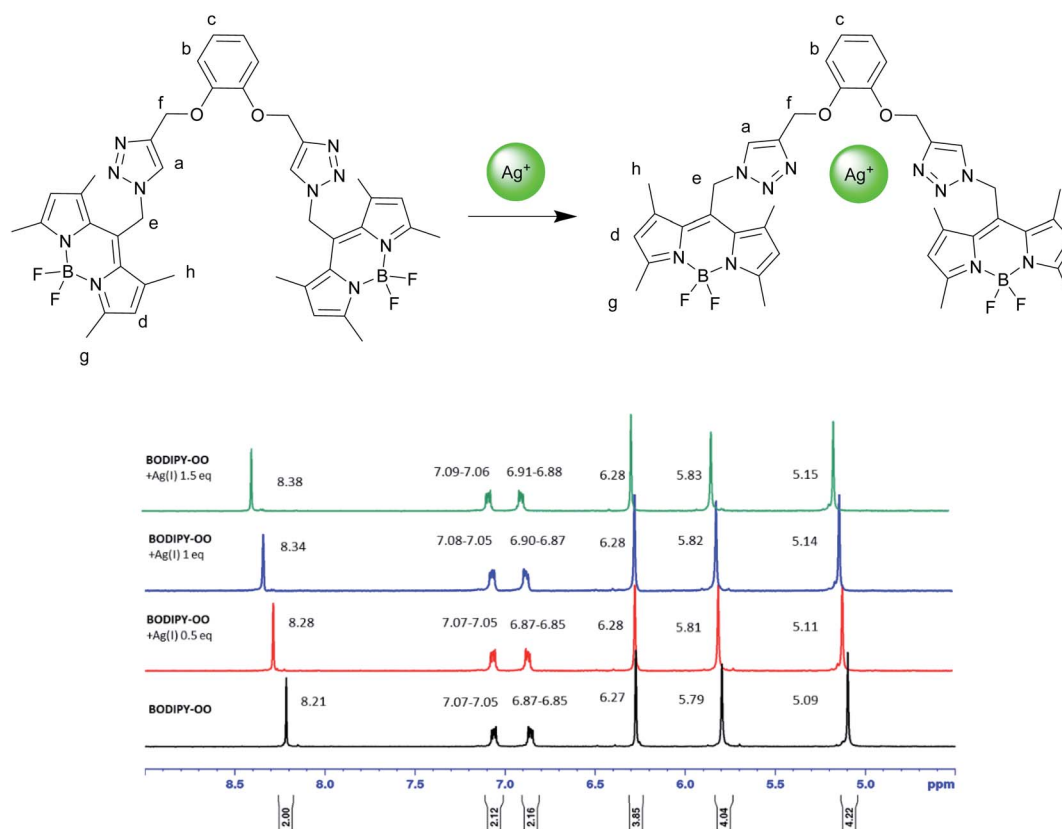 c
b
f
O
O
N
N
N
a
N
N
N
e
N
N
B
F
F
h
d
g
N
N
B
F
F
Ag+
c
b
f
O
O
a
h
e
N
N
N
N
N
N
Ag+
d
N
N
B
F
F
g
N
N
B
F
F
BODIPY-OO
+Ag(I) 1.5 eq
8.38 7.09-7.06 6.91-6.88 6.28 5.83 5.15
BODIPY-OO
+Ag(I) 1 eq
8.34 7.08-7.05 6.90-6.87 6.28 5.82 5.14
BODIPY-OO
+Ag(I) 0.5 eq
8.28 7.07-7.05 6.87-6.85 6.28 5.81 5.11
BODIPY-OO
8.21 7.07-7.05 6.87-6.85 6.27 5.79 5.09
8.5 8.0 7.5 7.0 6.5 6.0 5.5 5.0 ppm
2.00 2.12 2.16 3.85 4.04 4.22